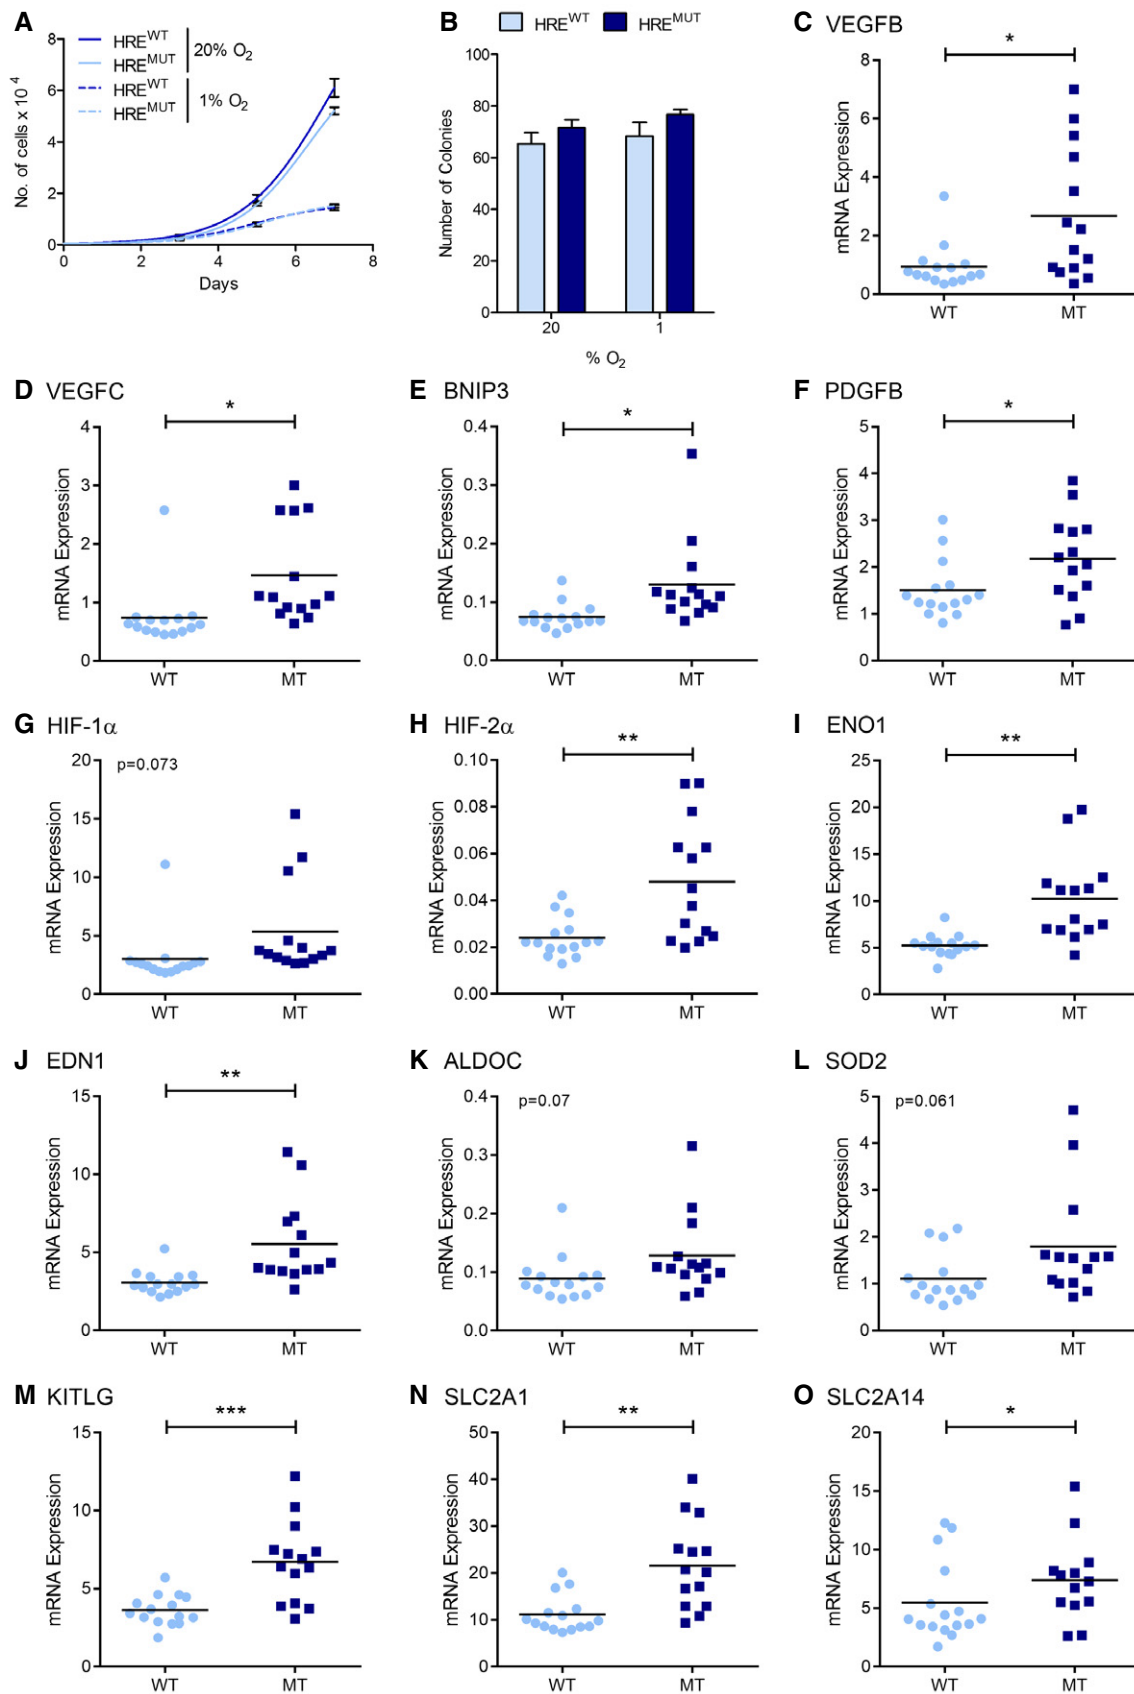 A
HRE^WT
HRE^MUT
20% O₂
HRE^WT
HRE^MUT
1% O₂
No. of cells x 10^-4
8
6
4
2
0
0 2 4 6 8
Days
B
HRE^WT HRE^MUT
Number of Colonies
100
80
60
40
20
0
20 1
% O₂
C VEGFB
*
mRNA Expression
8
6
4
2
0
WT MT
D VEGFC
*
mRNA Expression
4
3
2
1
0
WT MT
E BNIP3
*
mRNA Expression
0.4
0.3
0.2
0.1
0.0
WT MT
F PDGFB
*
mRNA Expression
5
4
3
2
1
0
WT MT
G HIF-1α
p=0.073
mRNA Expression
20
15
10
5
0
WT MT
H HIF-2α
**
mRNA Expression
0.10
0.08
0.06
0.04
0.02
0.00
WT MT
I ENO1
**
mRNA Expression
25
20
15
10
5
0
WT MT
J EDN1
**
mRNA Expression
15
10
5
0
WT MT
K ALDOC
p=0.07
mRNA Expression
0.4
0.3
0.2
0.1
0.0
WT MT
L SOD2
p=0.061
mRNA Expression
5
4
3
2
1
0
WT MT
M KITLG
***
mRNA Expression
15
10
5
0
WT MT
N SLC2A1
**
mRNA Expression
50
40
30
20
10
0
WT MT
O SLC2A14
*
mRNA Expression
20
15
10
5
0
WT MT